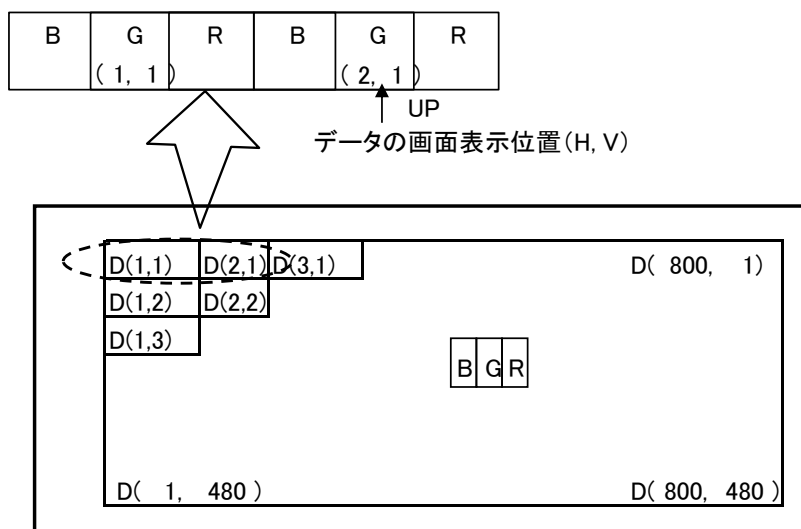 B G R B G R
( 1, 1 ) ( 2, 1 )
UP
データの画面表示位置(H, V)
D(1,1) D(2,1) D(3,1) D( 800, 1)
D(1,2) D(2,2)
D(1,3)
B G R
D( 1, 480 ) D( 800, 480 )